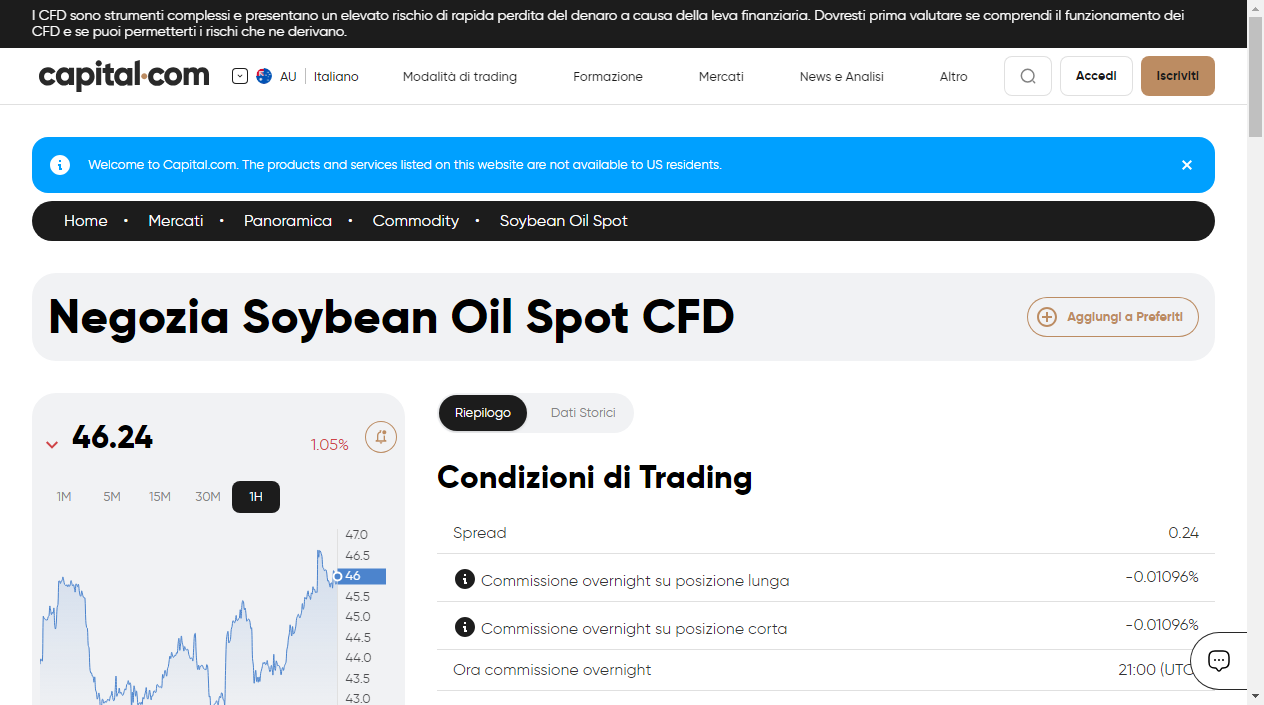 I CFD sono strumenti complessi e presentano un elevato rischio di rapida perdita del denaro a causa della leva finanziaria. Dovresti prima valutare se comprendi il funzionamento dei
CFD e se puoi permetterti i rischi che ne derivano.
capital.com
AU
Italiano
Modalità di trading
Formazione
Mercati
News e Analisi
Altro
Accedi
Iscriviti
Welcome to Capital.com. The products and services listed on this website are not available to US residents.
Home • Mercati • Panoramica • Commodity • Soybean Oil Spot
Negozia Soybean Oil Spot CFD
Aggiungi a Preferiti
46.24
1.05%
1M 5M 15M 30M 1H
47.0
46.5
46
45.5
45.0
44.5
44.0
43.5
43.0
Riepilogo
Dati Storici
Condizioni di Trading
Spread 0.24
Commissione overnight su posizione lunga -0.01096%
Commissione overnight su posizione corta -0.01096%
Ora commissione overnight 21:00 (UTC